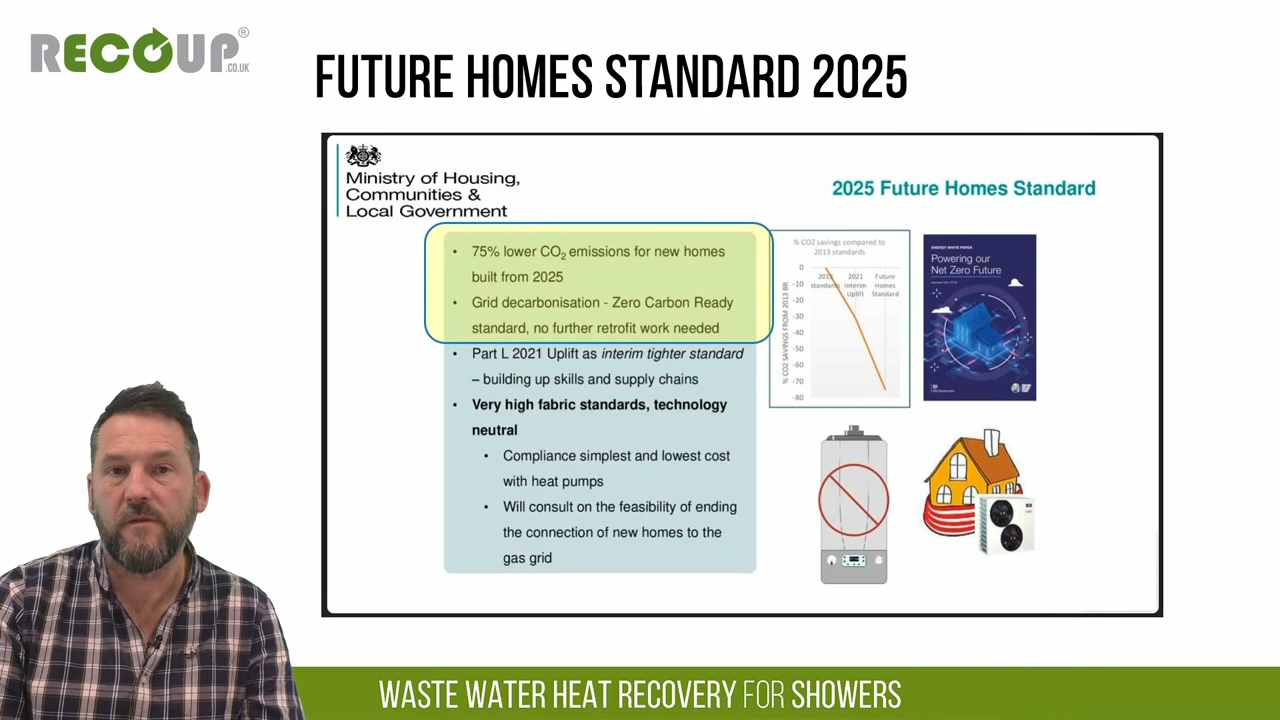 RECOUP®
.CO.UK
FUTURE HOMES STANDARD 2025
Ministry of Housing,
Communities &
Local Government
2025 Future Homes Standard
• 75% lower CO2 emissions for new homes
built from 2025
• Grid decarbonisation - Zero Carbon Ready
standard, no further retrofit work needed
• Part L 2021 Uplift as interim tighter standard
– building up skills and supply chains
• Very high fabric standards, technology
neutral
• Compliance simplest and lowest cost
with heat pumps
• Will consult on the feasibility of ending
the connection of new homes to the
gas grid
% CO2 savings compared to
2013 standards
% CO2 SAVINGS FROM 2013 BR
0
-10
-20
-30
-40
-50
-60
-70
-80
2013
standards
2021
Interim
Uplift
Future
Homes
Standard
ENERGY WHITE PAPER
Powering our
Net Zero Future
WASTE WATER HEAT RECOVERY FOR SHOWERS